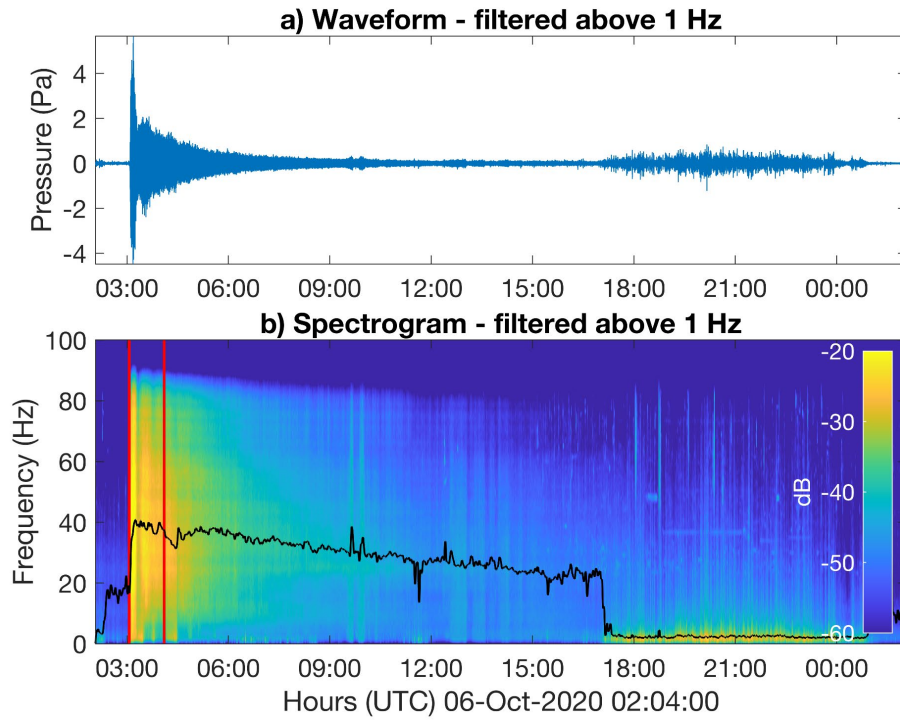 a) Waveform - filtered above 1 Hz
Pressure (Pa)
4
2
0
-2
-4
03:00 06:00 09:00 12:00 15:00 18:00 21:00 00:00
b) Spectrogram - filtered above 1 Hz
Frequency (Hz)
100
80
60
40
20
0
dB
-20
-30
-40
-50
-60
03:00 06:00 09:00 12:00 15:00 18:00 21:00 00:00
Hours (UTC) 06-Oct-2020 02:04:00